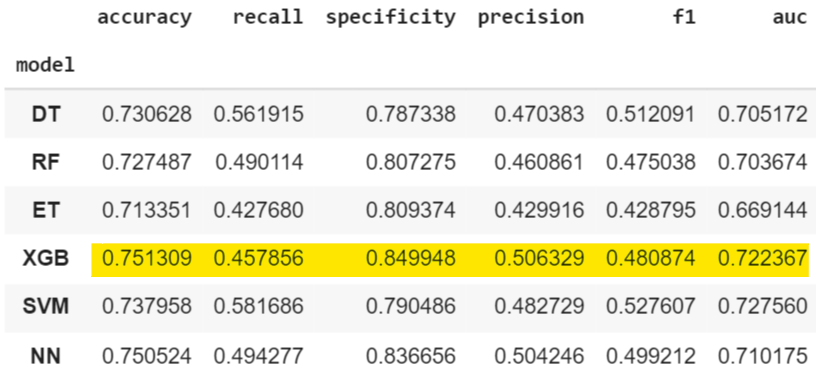 accuracy recall specificity precision f1 auc
model
DT 0.730628 0.561915 0.787338 0.470383 0.512091 0.705172
RF 0.727487 0.490114 0.807275 0.460861 0.475038 0.703674
ET 0.713351 0.427680 0.809374 0.429916 0.428795 0.669144
XGB 0.751309 0.457856 0.849948 0.506329 0.480874 0.722367
SVM 0.737958 0.581686 0.790486 0.482729 0.527607 0.727560
NN 0.750524 0.494277 0.836656 0.504246 0.499212 0.710175